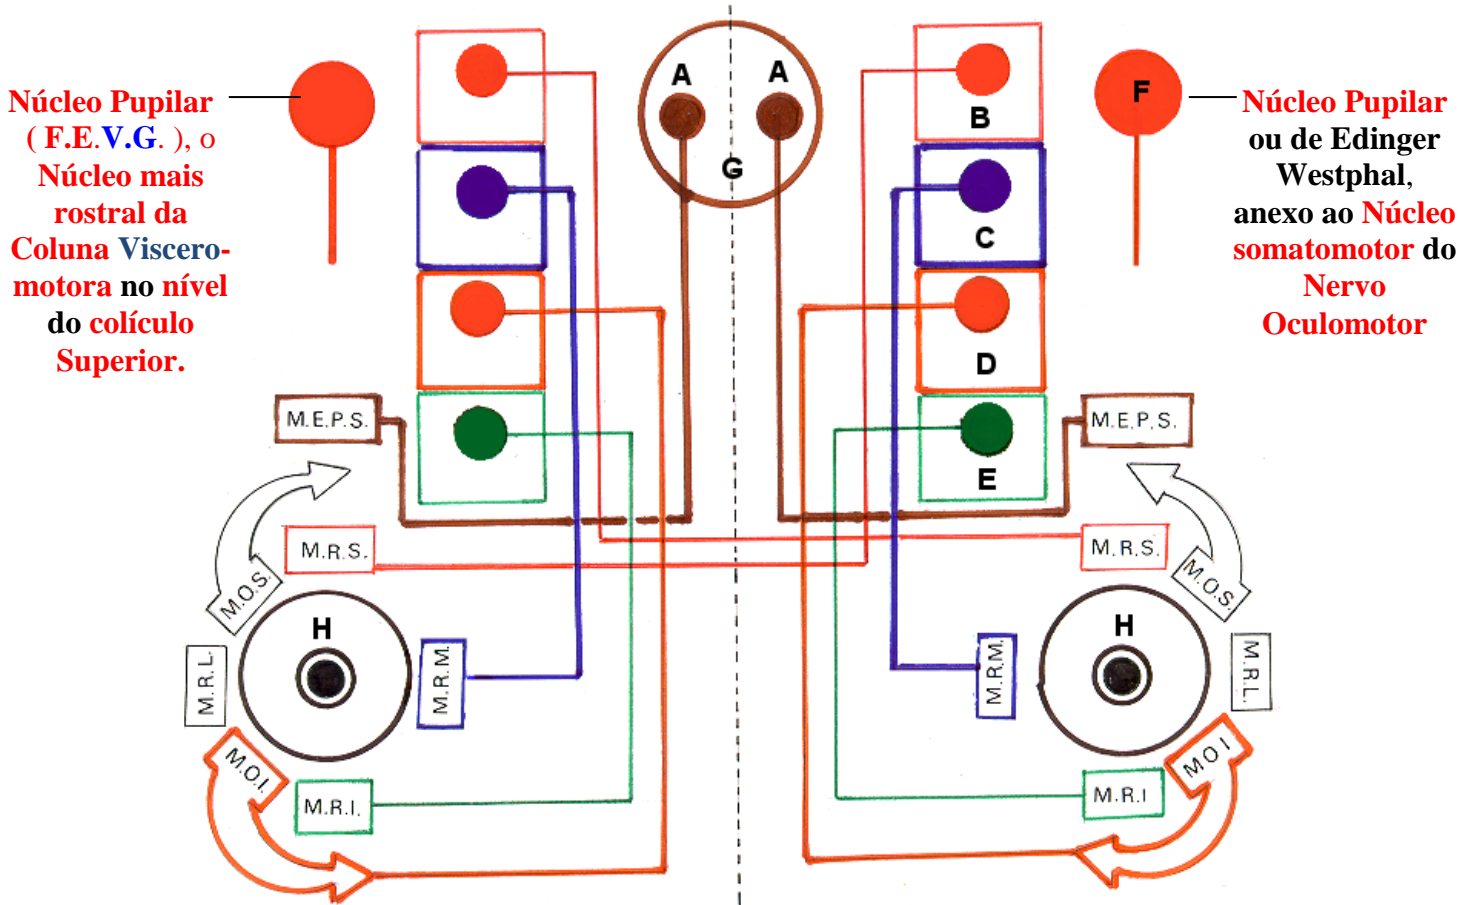 Núcleo Pupilar
( F.E.V.G. ), o
Núcleo mais
rostral da
Coluna Viscero-
motora no nível
do colículo
Superior.
A
A
G
B
C
D
E
F
Núcleo Pupilar
ou de Edinger
Westphal,
anexo ao Núcleo
somatomotor do
Nervo
Oculomotor
M.E.P.S.
M.E.P.S.
M.R.S.
M.R.S.
M.O.S.
M.O.S.
H
H
M.R.L.
M.R.M.
M.R.M.
M.R.L.
M.O.I.
M.O.I
M.R.I.
M.R.I